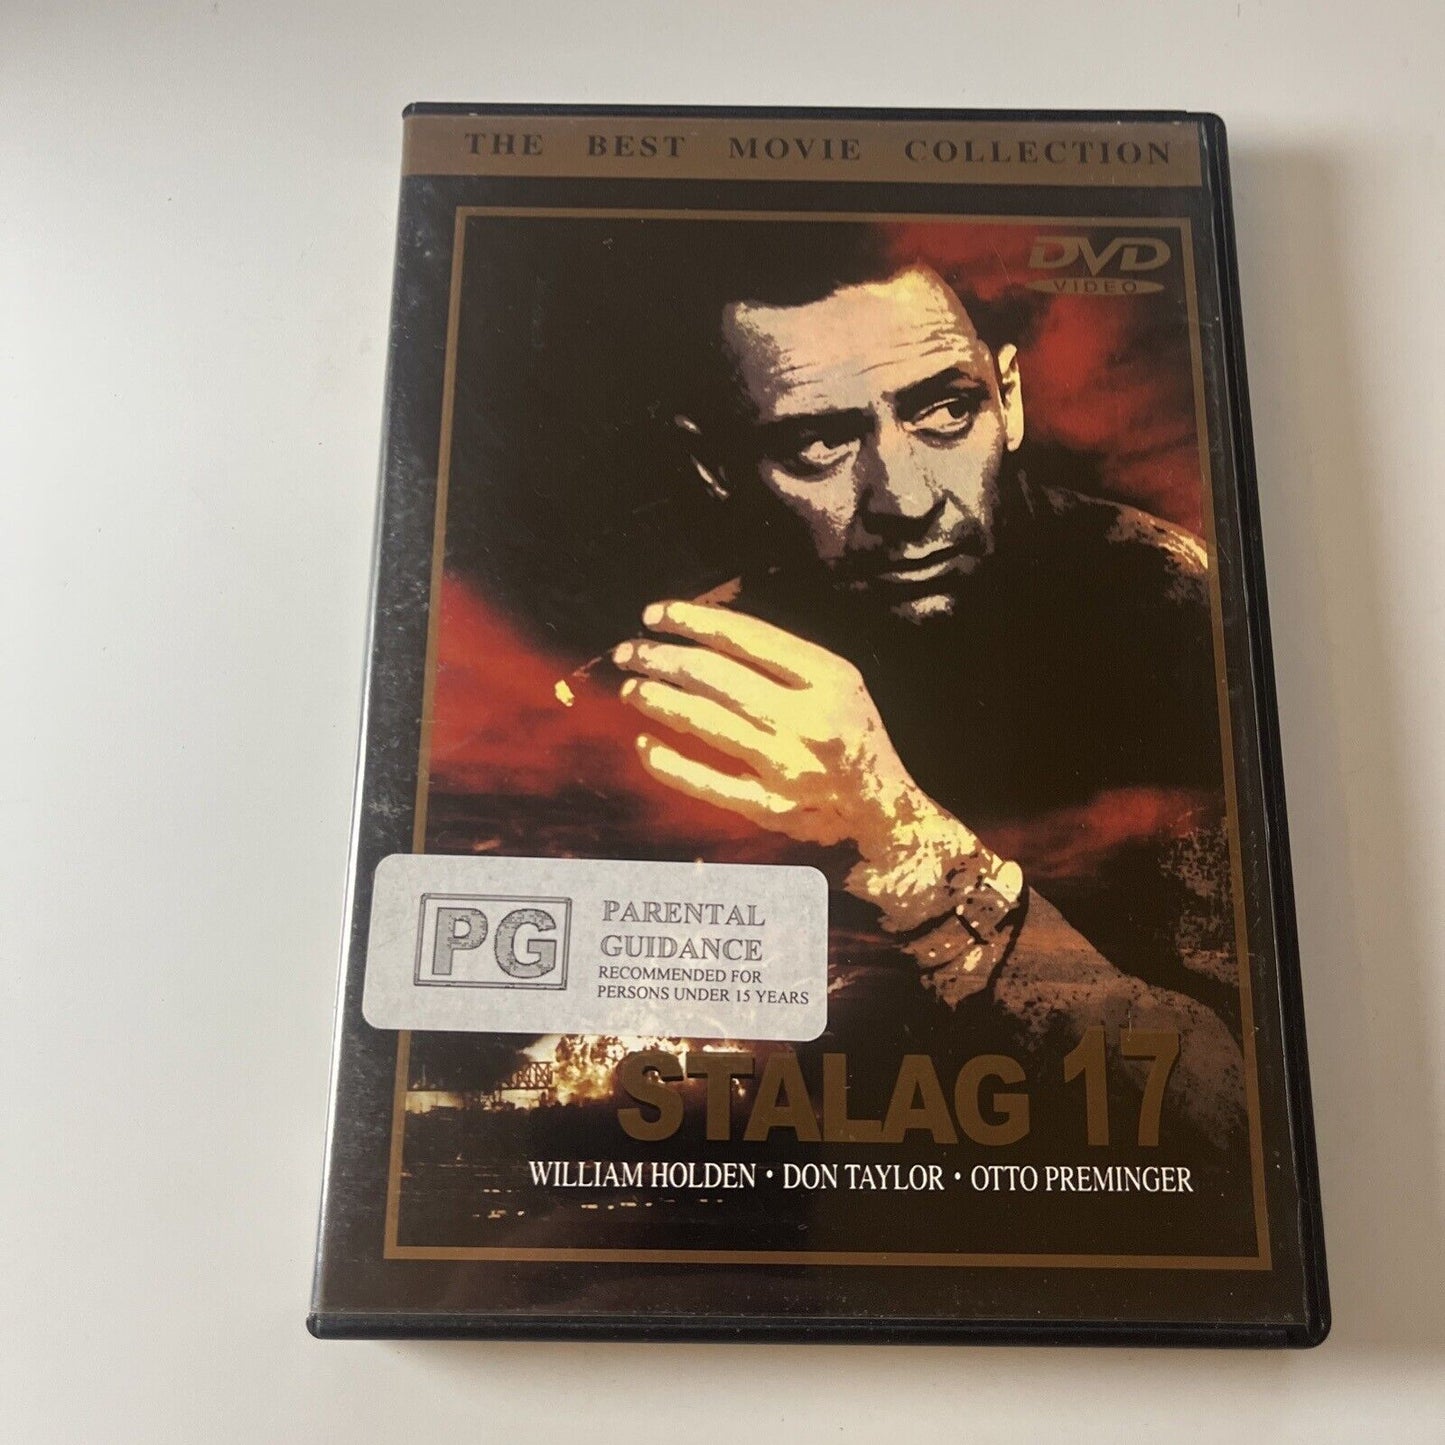 THE BEST MOVIE COLLECTION
DVD
VIDEO
PG
PARENTAL
GUIDANCE
RECOMMENDED FOR
PERSONS UNDER 15 YEARS
STALAG 17
WILLIAM HOLDEN • DON TAYLOR • OTTO PREMINGER